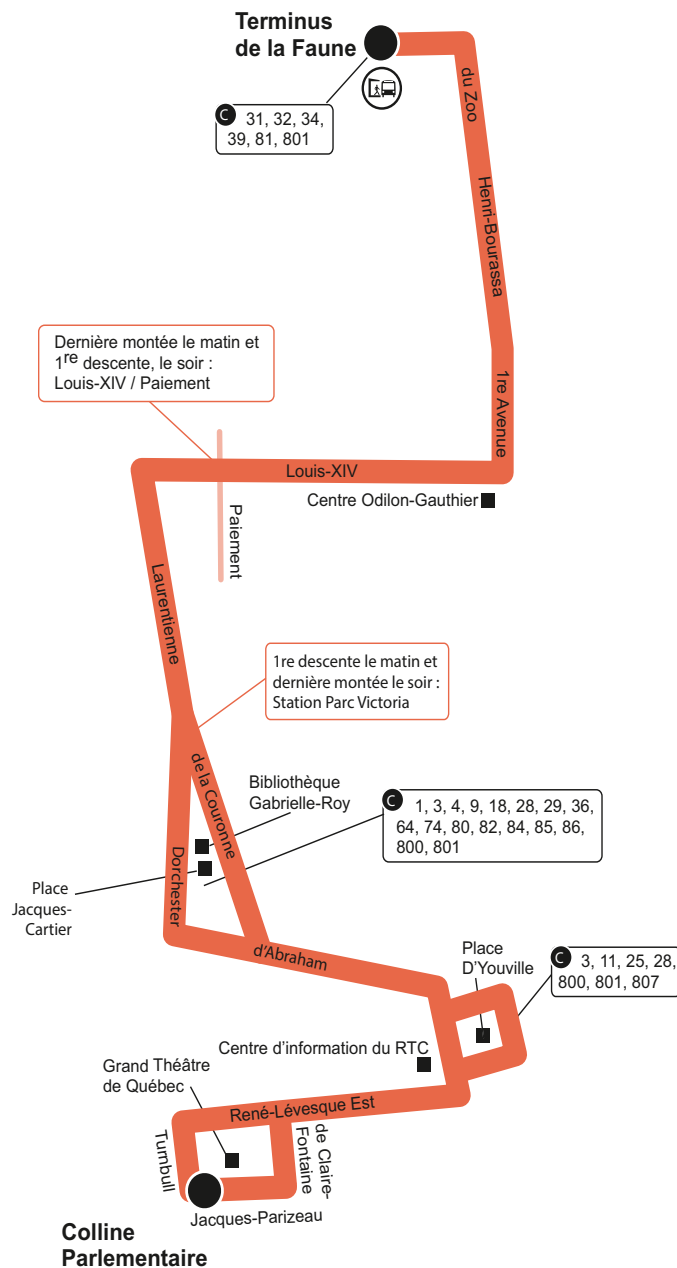 Terminus
de la Faune
C 31, 32, 34,
39, 81, 801
du Zoo
Henri-Bourassa
1re Avenue
Dernière montée le matin et
1re descente, le soir :
Louis-XIV / Paiement
Louis-XIV
Centre Odilon-Gauthier
Paiement
Laurentienne
1re descente le matin et
dernière montée le soir :
Station Parc Victoria
de la Couronne
Bibliothèque
Gabrielle-Roy
C 1, 3, 4, 9, 18, 28, 29, 36,
64, 74, 80, 82, 84, 85, 86,
800, 801
Dorchester
Place
Jacques-
Cartier
d'Abraham
Place
D'Youville
C 3, 11, 25, 28,
800, 801, 807
Centre d'information du RTC
Grand Théâtre
de Québec
René-Lévesque Est
Turnbull
de Claire-
Fontaine
Jacques-Parizeau
Colline
Parlementaire